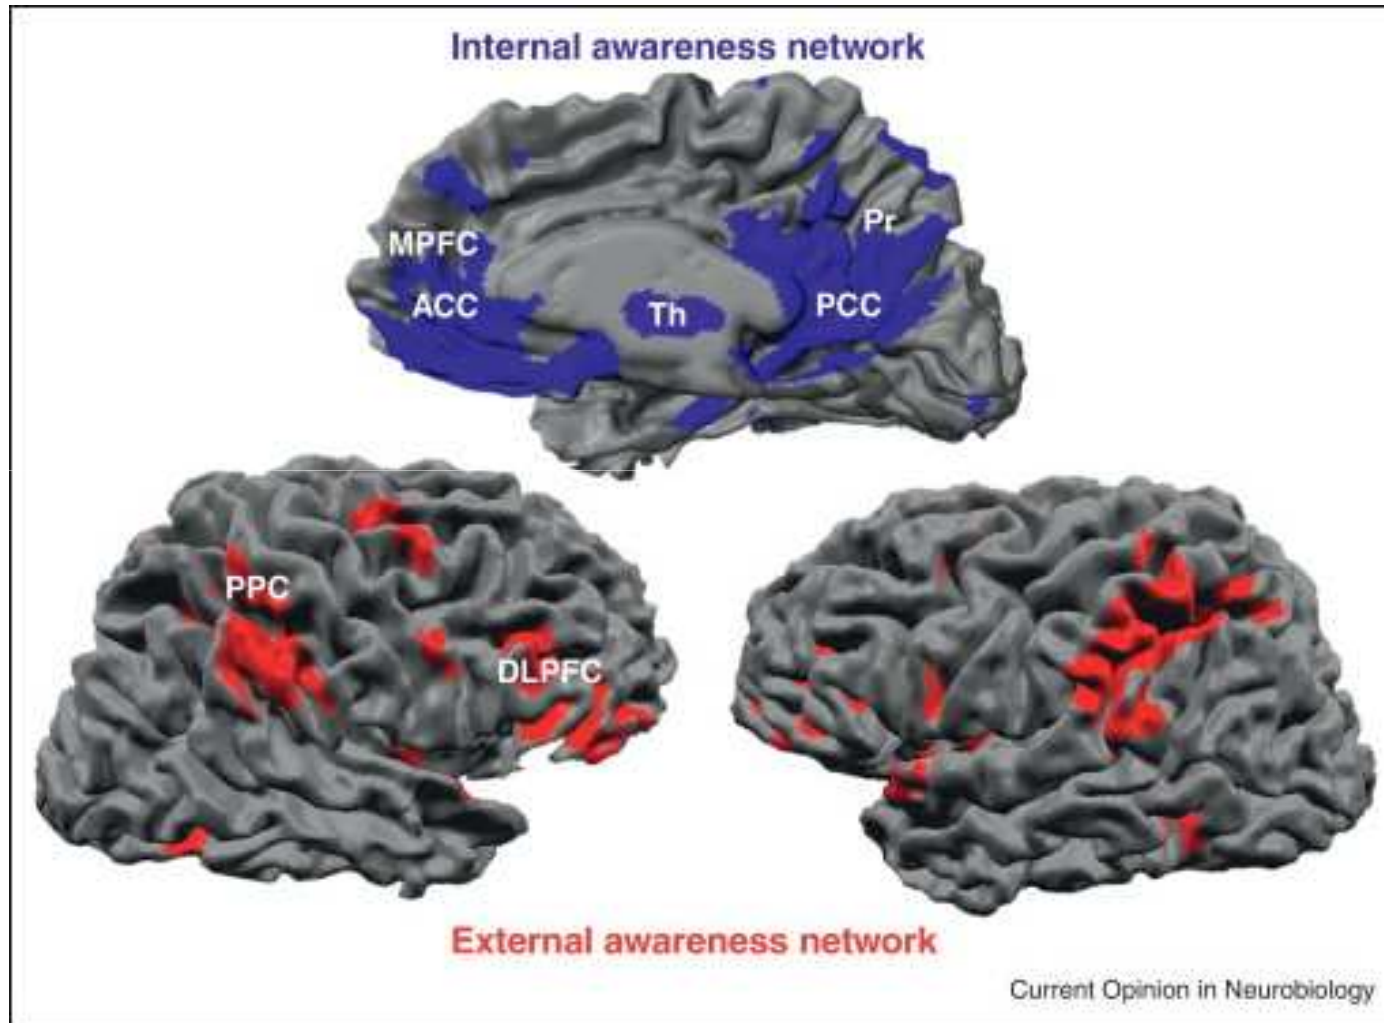 Internal awareness network
Pr
MPFC
ACC
Th
PCC
PPC
DLPFC
External awareness network
Current Opinion in Neurobiology